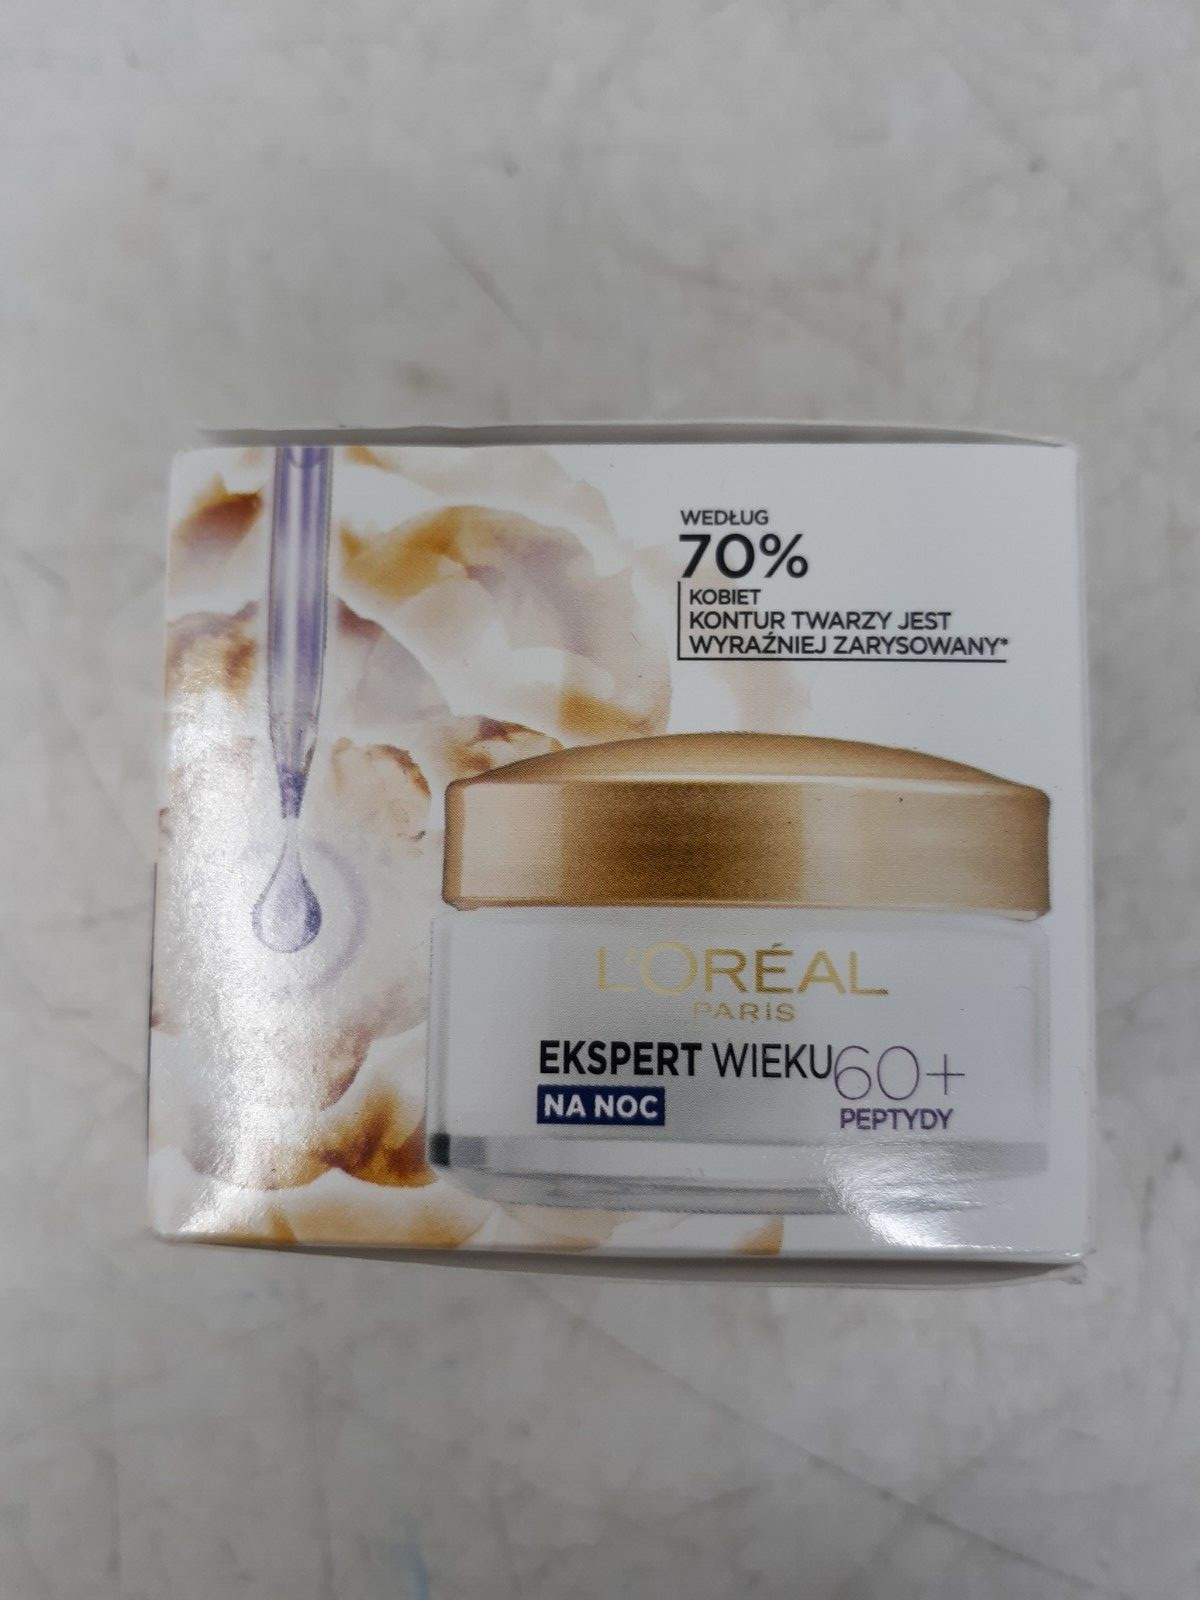 WEDŁUG
70%
KOBIET
KONTUR TWARZY JEST
WYRAŹNIEJ ZARYSOWANY*
L'ORÉAL
PARIS
EKSPERT WIEKU 60+
NA NOC
PEPTYDY